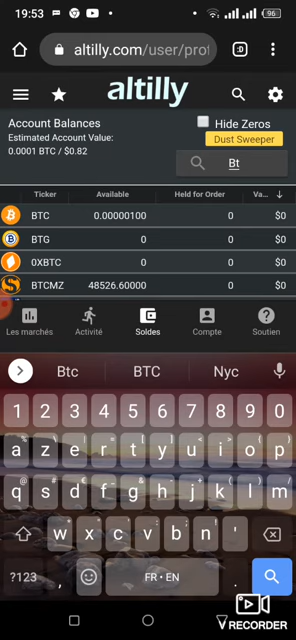 19:53
96
altilly.com/user/prof
:D
altilly
Account Balances
Hide Zeros
Estimated Account Value:
0.0001 BTC / $0.82
Dust Sweeper
Bt
Ticker Available Held for Order Va... ↓
BTC 0.00000100 0 $0
BTG 0 0 $0
0XBTC 0 0 $0
BTCMZ 48526.60000 0 $0
Les marchés Activité Soldes Compte Soutien
Btc BTC Nyc
1 2 3 4 5 6 7 8 9 0
a z e r t y u i o p
q s d f g h j k l m
w x c v b n '
?123 , FR • EN .
RECORDER